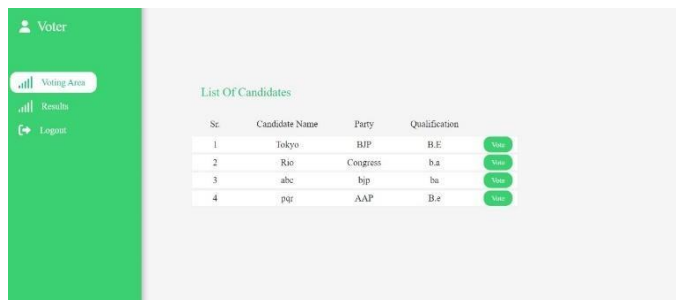 Voter
Voting Area
Results
Logout
List Of Candidates
Sr. Candidate Name Party Qualification
1 Tokyo BJP B.E Vote
2 Rio Congress b.a Vote
3 abc bjp ba Vote
4 pqr AAP B.e Vote